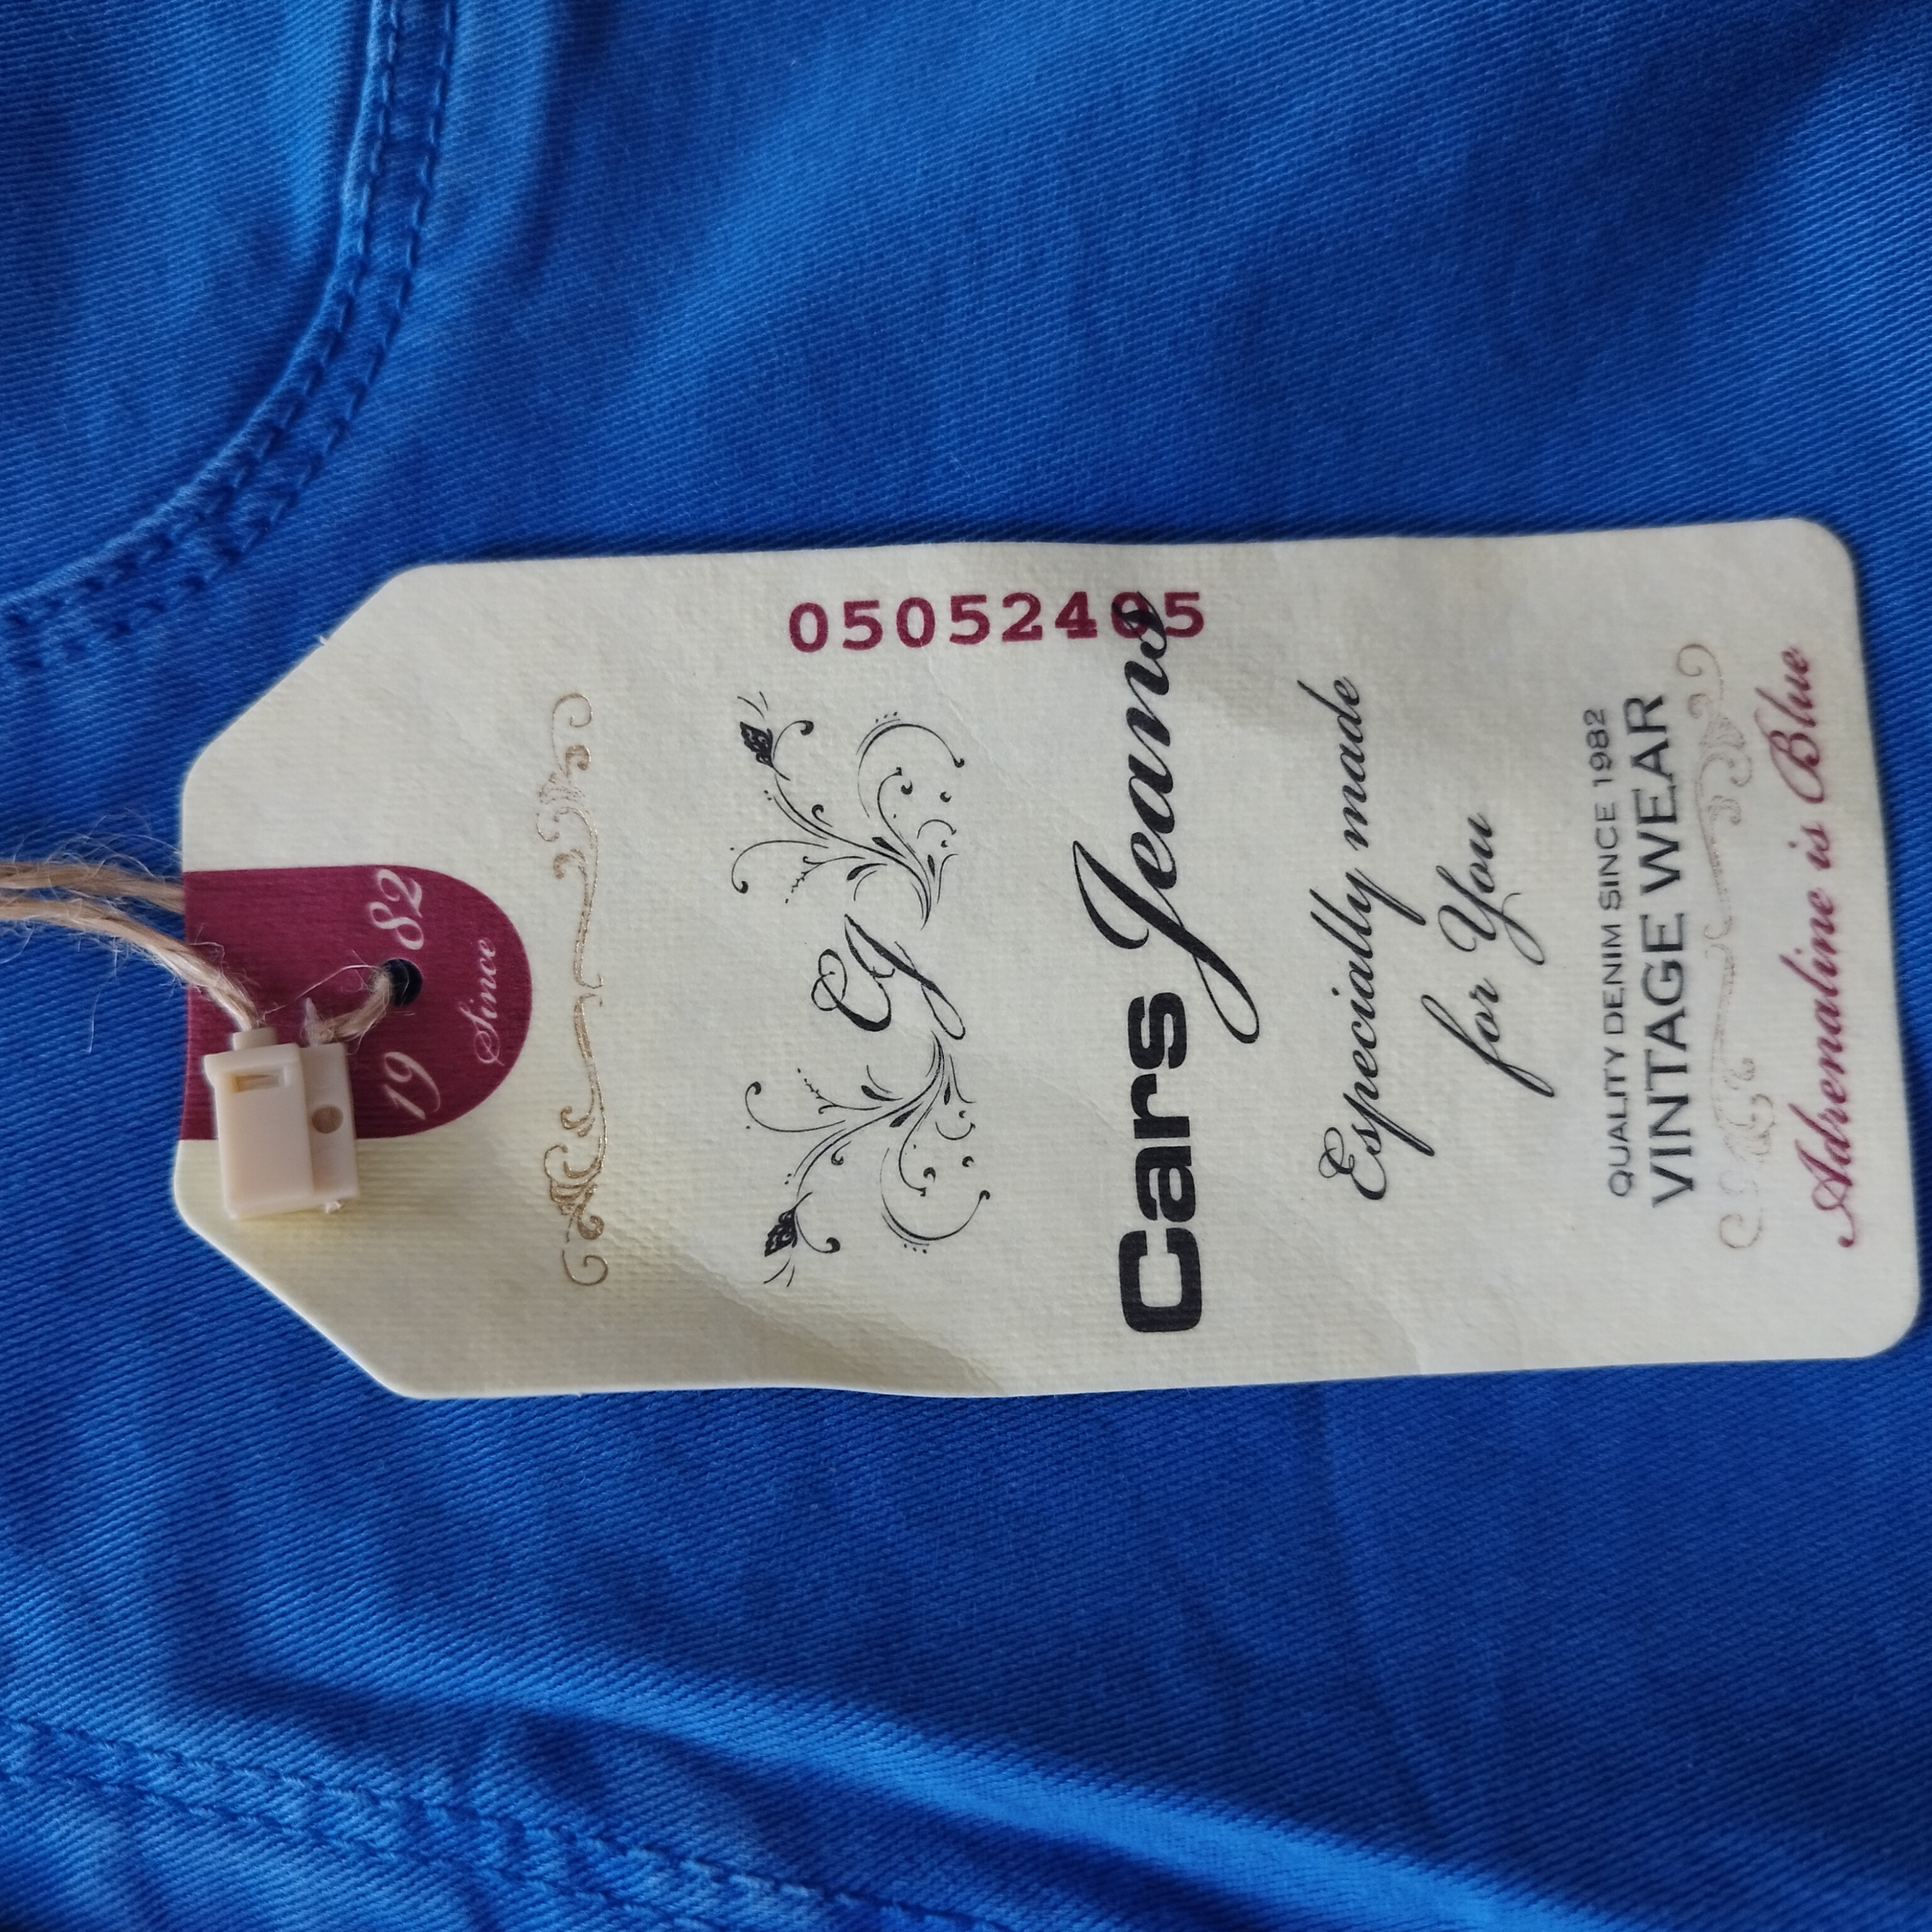 19 82
Since
CJ
05052405
Cars Jeans
Especially made
for You
QUALITY DENIM SINCE 1982
VINTAGE WEAR
Adrenaline is Blue